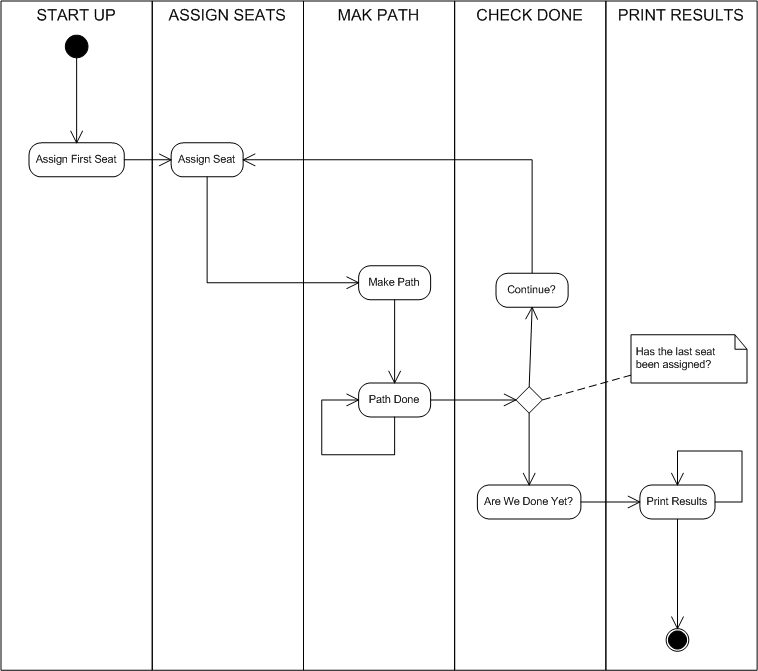 START UP
ASSIGN SEATS
MAK PATH
CHECK DONE
PRINT RESULTS
Assign First Seat
Assign Seat
Make Path
Continue?
Has the last seat
been assigned?
Path Done
Are We Done Yet?
Print Results